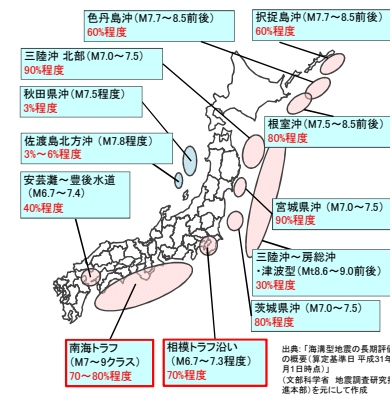 色丹島沖(M7.7~8.5前後)
60%程度
択捉島沖(M7.7~8.5前後)
60%程度
三陸沖 北部(M7.0~7.5)
90%程度
秋田県沖(M7.5程度)
3%程度
佐渡島北方沖 (M7.8程度)
3%~6%程度
安芸灘~豊後水道
(M6.7~7.4)
40%程度
根室沖(M7.5~8.5前後)
80%程度
宮城県沖(M7.0~7.5)
90%程度
三陸沖~房総沖
・津波型(Mt8.6~9.0前後)
30%程度
茨城県沖(M7.0~7.5)
80%程度
南海トラフ
(M7~9クラス)
70~80%程度
相模トラフ沿い
(M6.7~7.3程度)
70%程度
出典:「海溝型地震の長期評価
の概要(算定基準日 平成31年
月1日時点)」
(文部科学省 地震調査研究推
進本部)を元にして作成